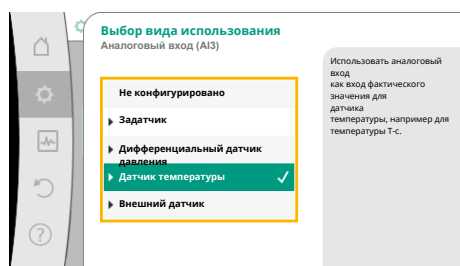 Выбор вида использования
Аналоговый вход (AI3)
Не конфигурировано
Задатчик
Дифференциальный датчик
давления
Датчик температуры
Внешний датчик
Использовать аналоговый
вход
как вход фактического
значения для
датчика
температуры, например для
температуры Т-с.